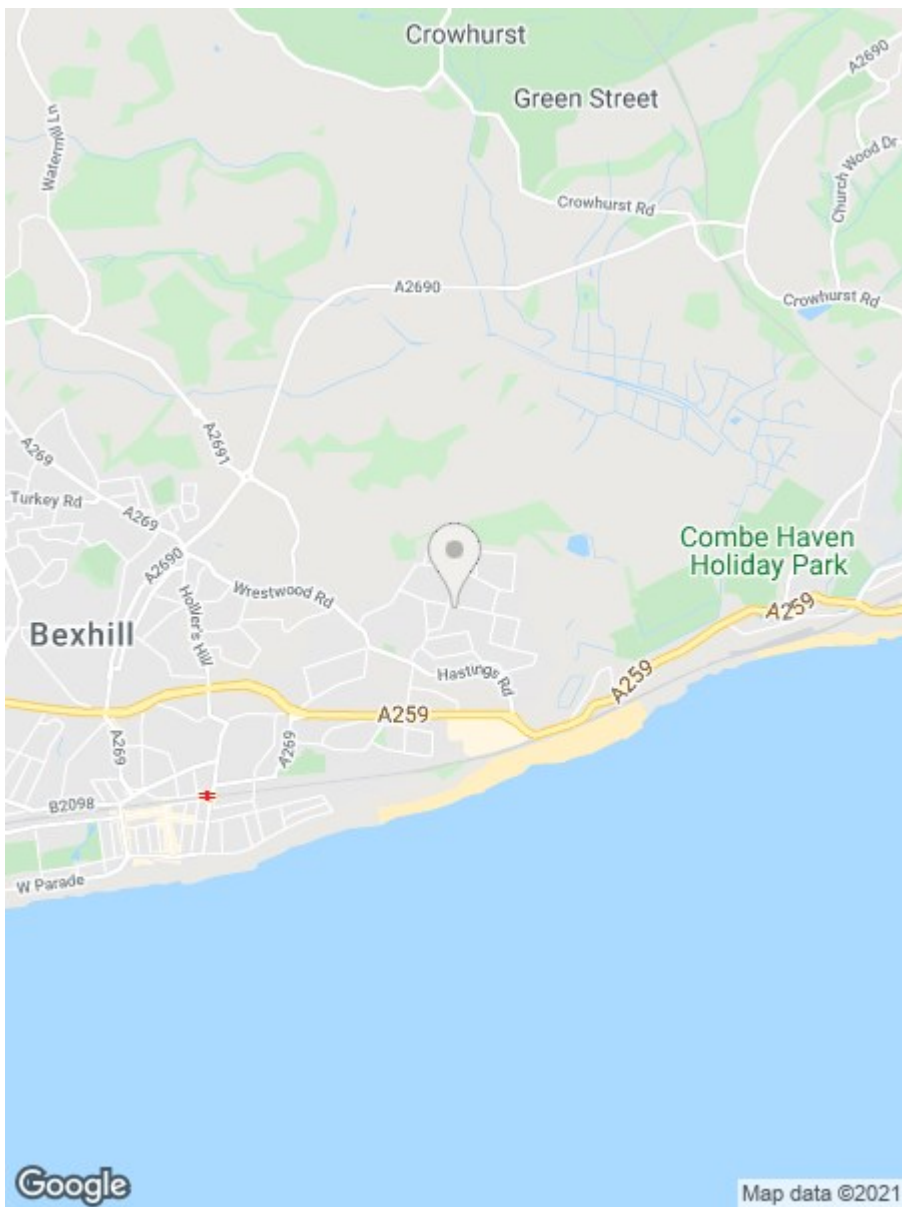 Crowhurst
A2690
Green Street
Watermill Ln
Church Wood Dr
Crowhurst Rd
A2690
Crowhurst Rd
A269
A2691
Turkey Rd
A269
Combe Haven
Holiday Park
A2690
Wrestwood Rd
Holliver's Hill
A259
Bexhill
Hastings Rd
A259
A259
A269
A269
B2098
W Parade
Google
Map data ©2021